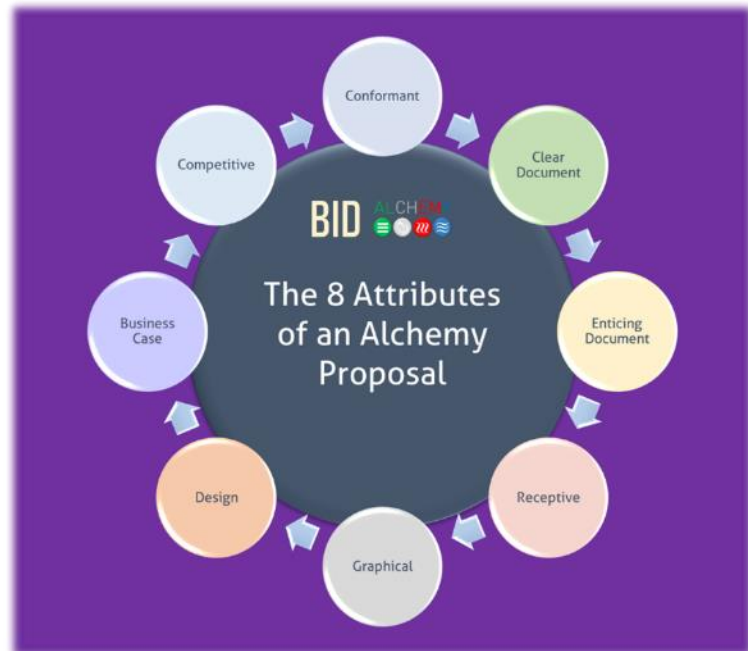 Conformant
Clear
Document
Enticing
Document
Receptive
Graphical
Design
Business
Case
Competitive
BID ALCHEMY
The 8 Attributes
of an Alchemy
Proposal